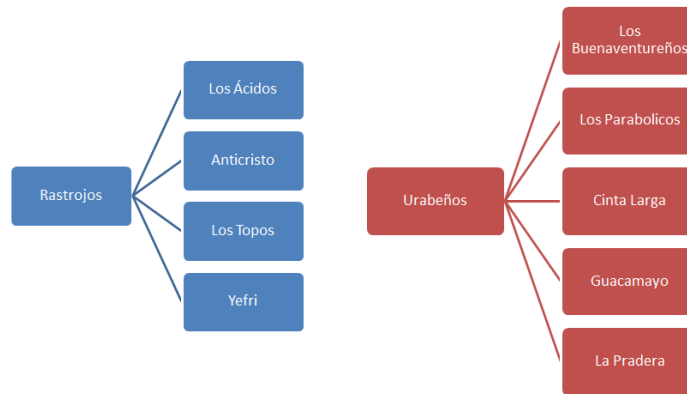 Rastrojos
Los Ácidos
Anticristo
Los Topos
Yefri
Urabeños
Los
Buenaventureños
Los Parabolicos
Cinta Larga
Guacamayo
La Pradera